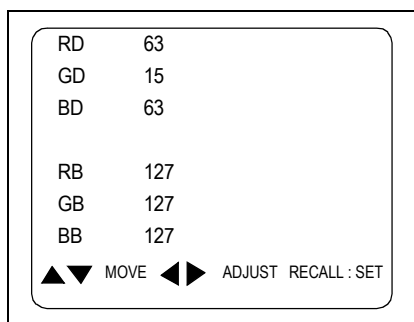 RD 63
GD 15
BD 63
RB 127
GB 127
BB 127
▲▼ MOVE ◀▶ ADJUST RECALL : SET